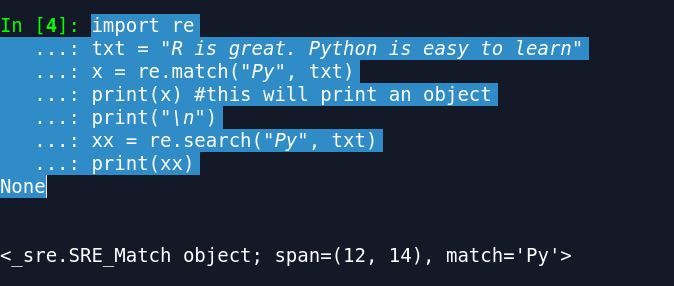 In [4]: import re
   ...: txt = "R is great. Python is easy to learn"
   ...: x = re.match("Py", txt)
   ...: print(x) #this will print an object
   ...: print("\n")
   ...: xx = re.search("Py", txt)
   ...: print(xx)
None
<_sre.SRE_Match object; span=(12, 14), match='Py'>